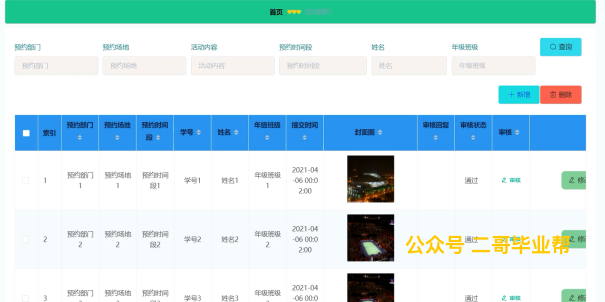 首页
预约部门 预约场地 活动内容 预约时间段 姓名 年级班级 查询
预约部门 预约场地 活动内容 预约时间段 姓名 年级班级
+ 新增 删除
索引 预约部门 预约场地 预约时间段 学号 姓名 年级班级 提交时间 封面图 审核回复 审核状态 审核
1 预约部门1 预约场地1 预约时间段1 学号1 姓名1 年级班级1 2021-04-06 00:02:00 通过 审核 修
2 预约部门2 预约场地2 预约时间段2 学号2 姓名2 年级班级2 2021-04-06 00:02:00 通过
公众号 二哥毕业帮
3 预约部门 预约场地 预约时间 学号3 姓名3 年级班级 2021-04-06 00:0 通过 审核 修